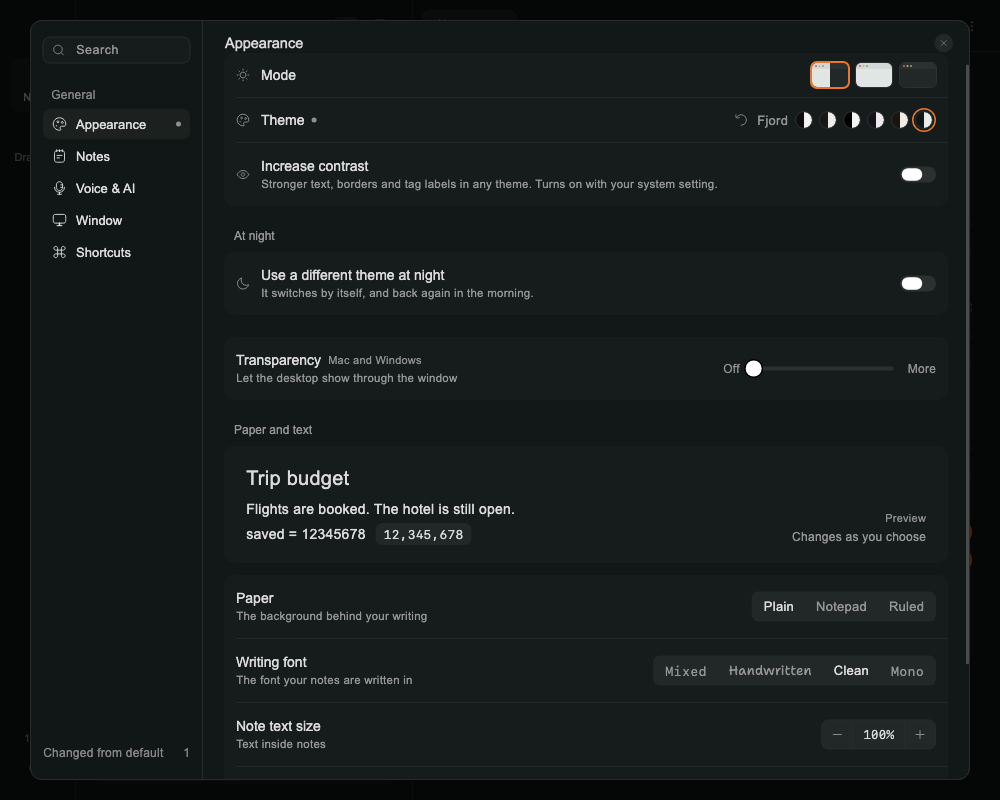 Search
General
Appearance
Notes
Voice & AI
Window
Shortcuts
Changed from default 1
Appearance
Mode
Theme
Fjord
Increase contrast
Stronger text, borders and tag labels in any theme. Turns on with your system setting.
At night
Use a different theme at night
It switches by itself, and back again in the morning.
Transparency Mac and Windows
Let the desktop show through the window
Off More
Paper and text
Trip budget
Flights are booked. The hotel is still open.
saved = 12345678 12,345,678
Preview
Changes as you choose
Paper
The background behind your writing
Plain Notepad Ruled
Writing font
The font your notes are written in
Mixed Handwritten Clean Mono
Note text size
Text inside notes
− 100% +